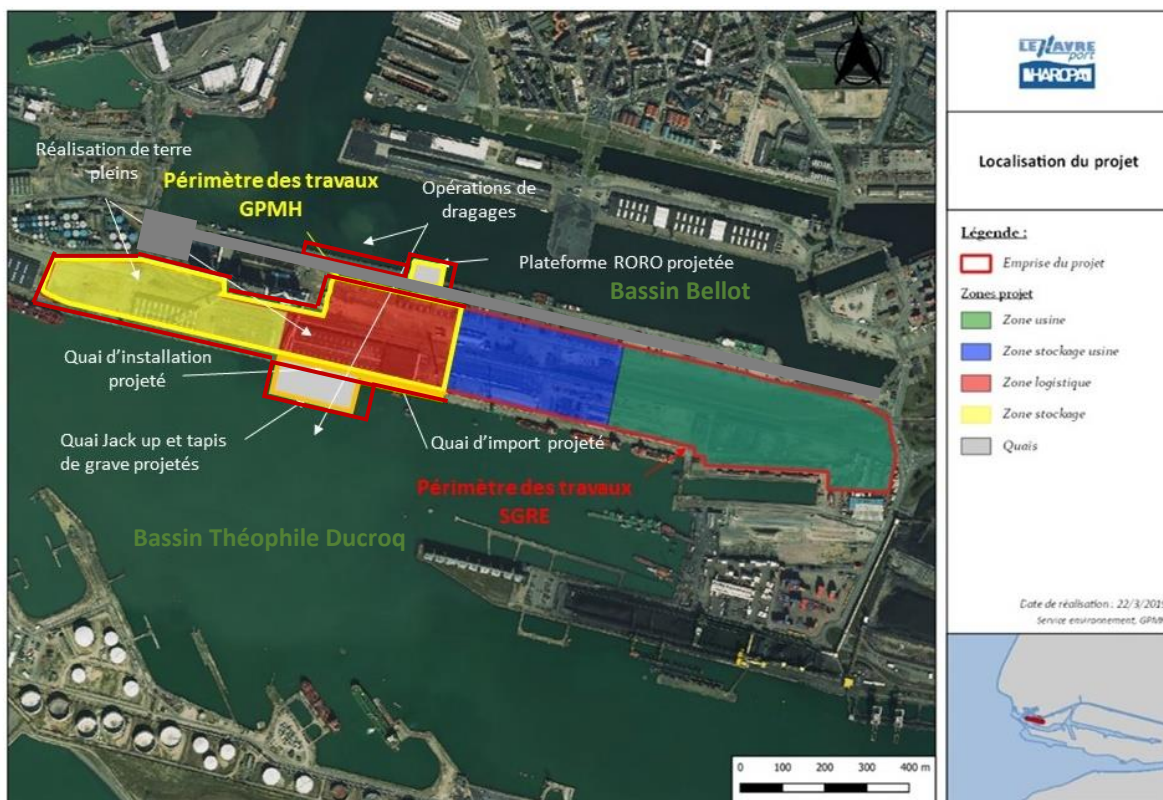 N
Réalisation de terre
pleins
Périmètre des travaux
GPMH
Opérations de
dragages
Plateforme RORO projetée
Bassin Bellot
Quai d'installation
projeté
Quai Jack up et tapis
de grave projetés
Quai d'import projeté
Périmètre des travaux
SGRE
Bassin Théophile Ducroq
0 100 200 300 400 m
LE HAVRE
port
HAROPA
Localisation du projet
Légende :
Emprise du projet
Zones projet
Zone usine
Zone stockage usine
Zone logistique
Zone stockage
Quais
Date de réalisation : 22/3/2019
Service environnement, GPMH